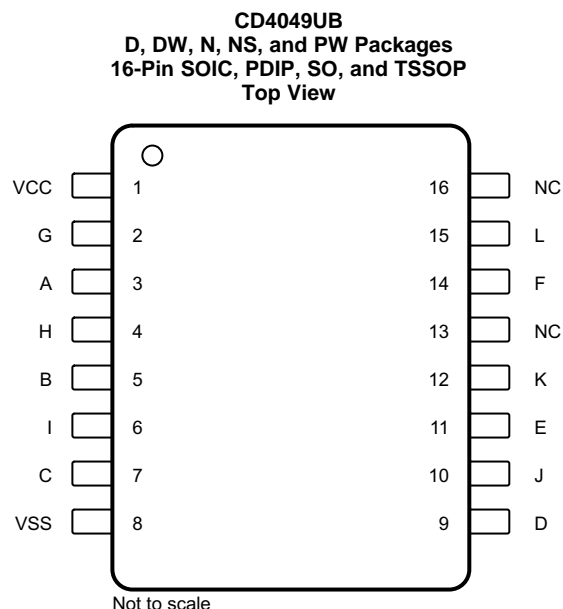 CD4049UB
D, DW, N, NS, and PW Packages
16-Pin SOIC, PDIP, SO, and TSSOP
Top View
VCC 1 16 NC
G 2 15 L
A 3 14 F
H 4 13 NC
B 5 12 K
I 6 11 E
C 7 10 J
VSS 8 9 D
Not to scale